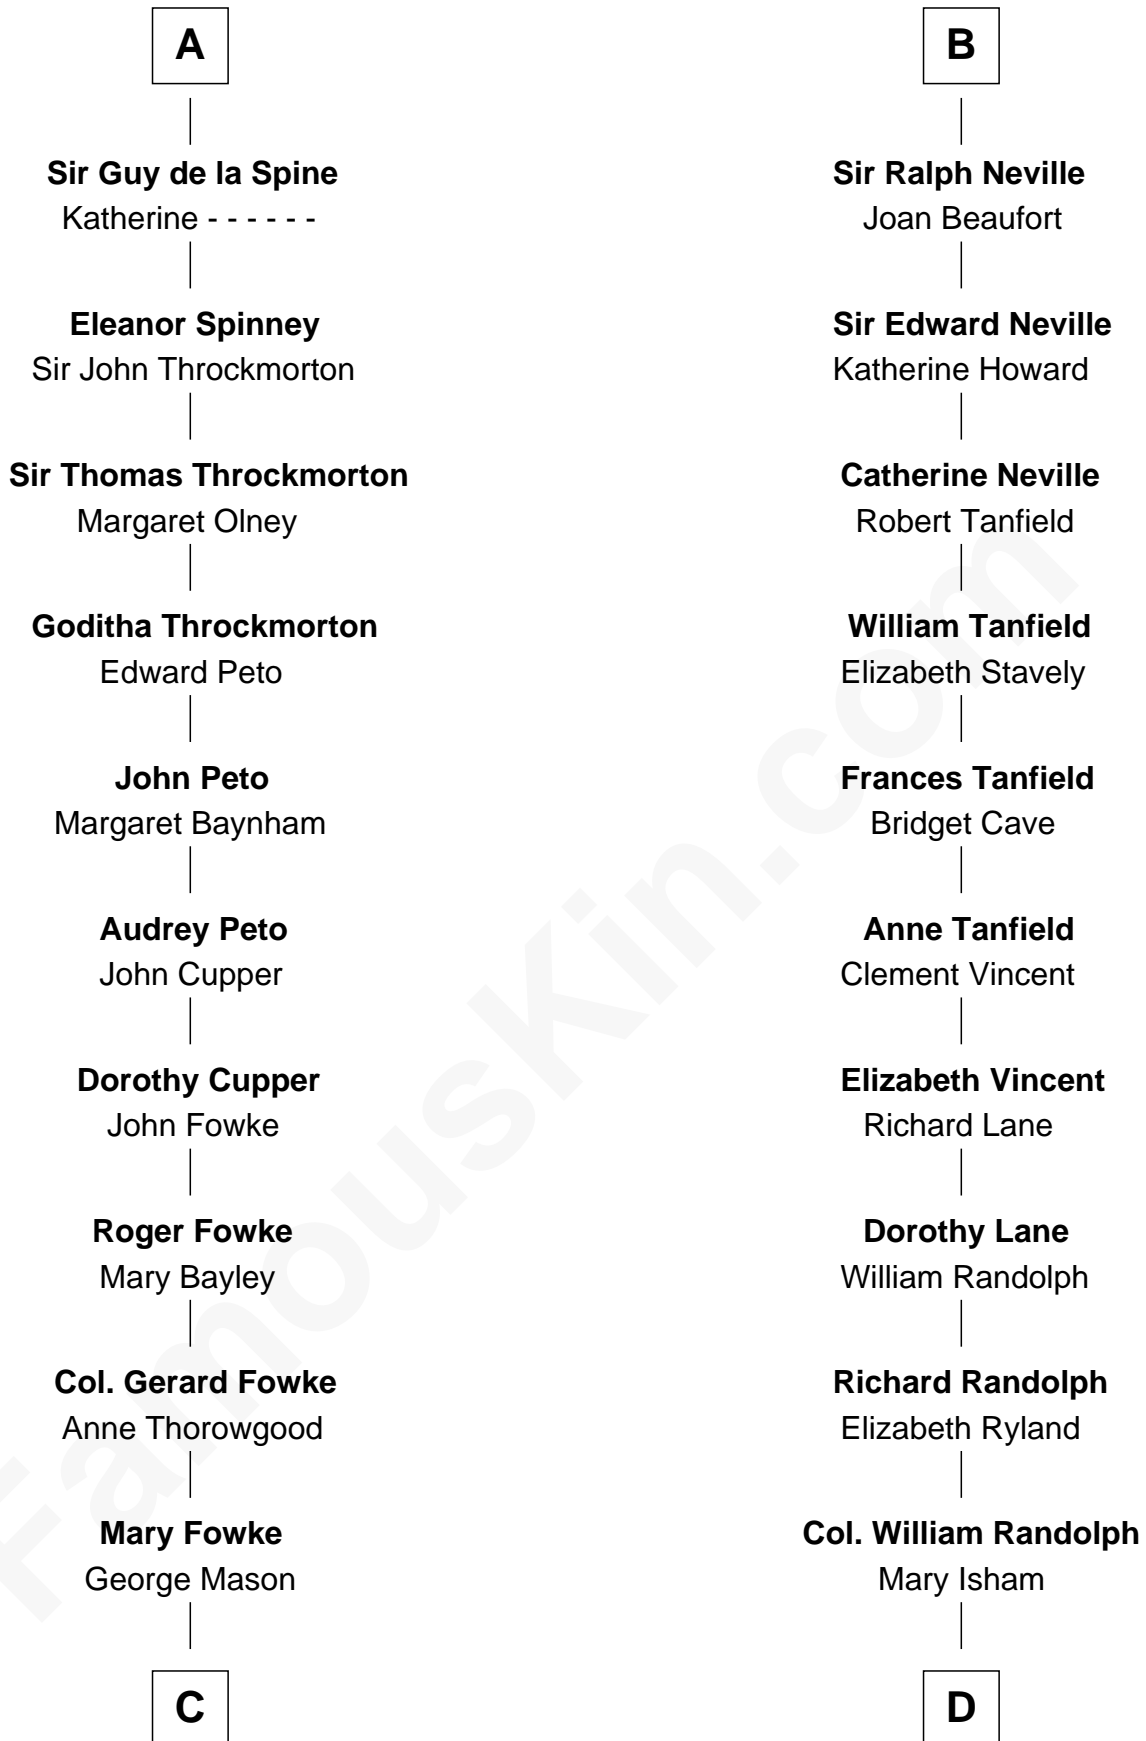 A
Sir Guy de la Spine
Katherine - - - - - -
Eleanor Spinney
Sir John Throckmorton
Sir Thomas Throckmorton
Margaret Olney
Goditha Throckmorton
Edward Peto
John Peto
Margaret Baynham
Audrey Peto
John Cupper
Dorothy Cupper
John Fowke
Roger Fowke
Mary Bayley
Col. Gerard Fowke
Anne Thorowgood
Mary Fowke
George Mason
C
B
Sir Ralph Neville
Joan Beaufort
Sir Edward Neville
Katherine Howard
Catherine Neville
Robert Tanfield
William Tanfield
Elizabeth Stavely
Frances Tanfield
Bridget Cave
Anne Tanfield
Clement Vincent
Elizabeth Vincent
Richard Lane
Dorothy Lane
William Randolph
Richard Randolph
Elizabeth Ryland
Col. William Randolph
Mary Isham
D
FamousKin.com